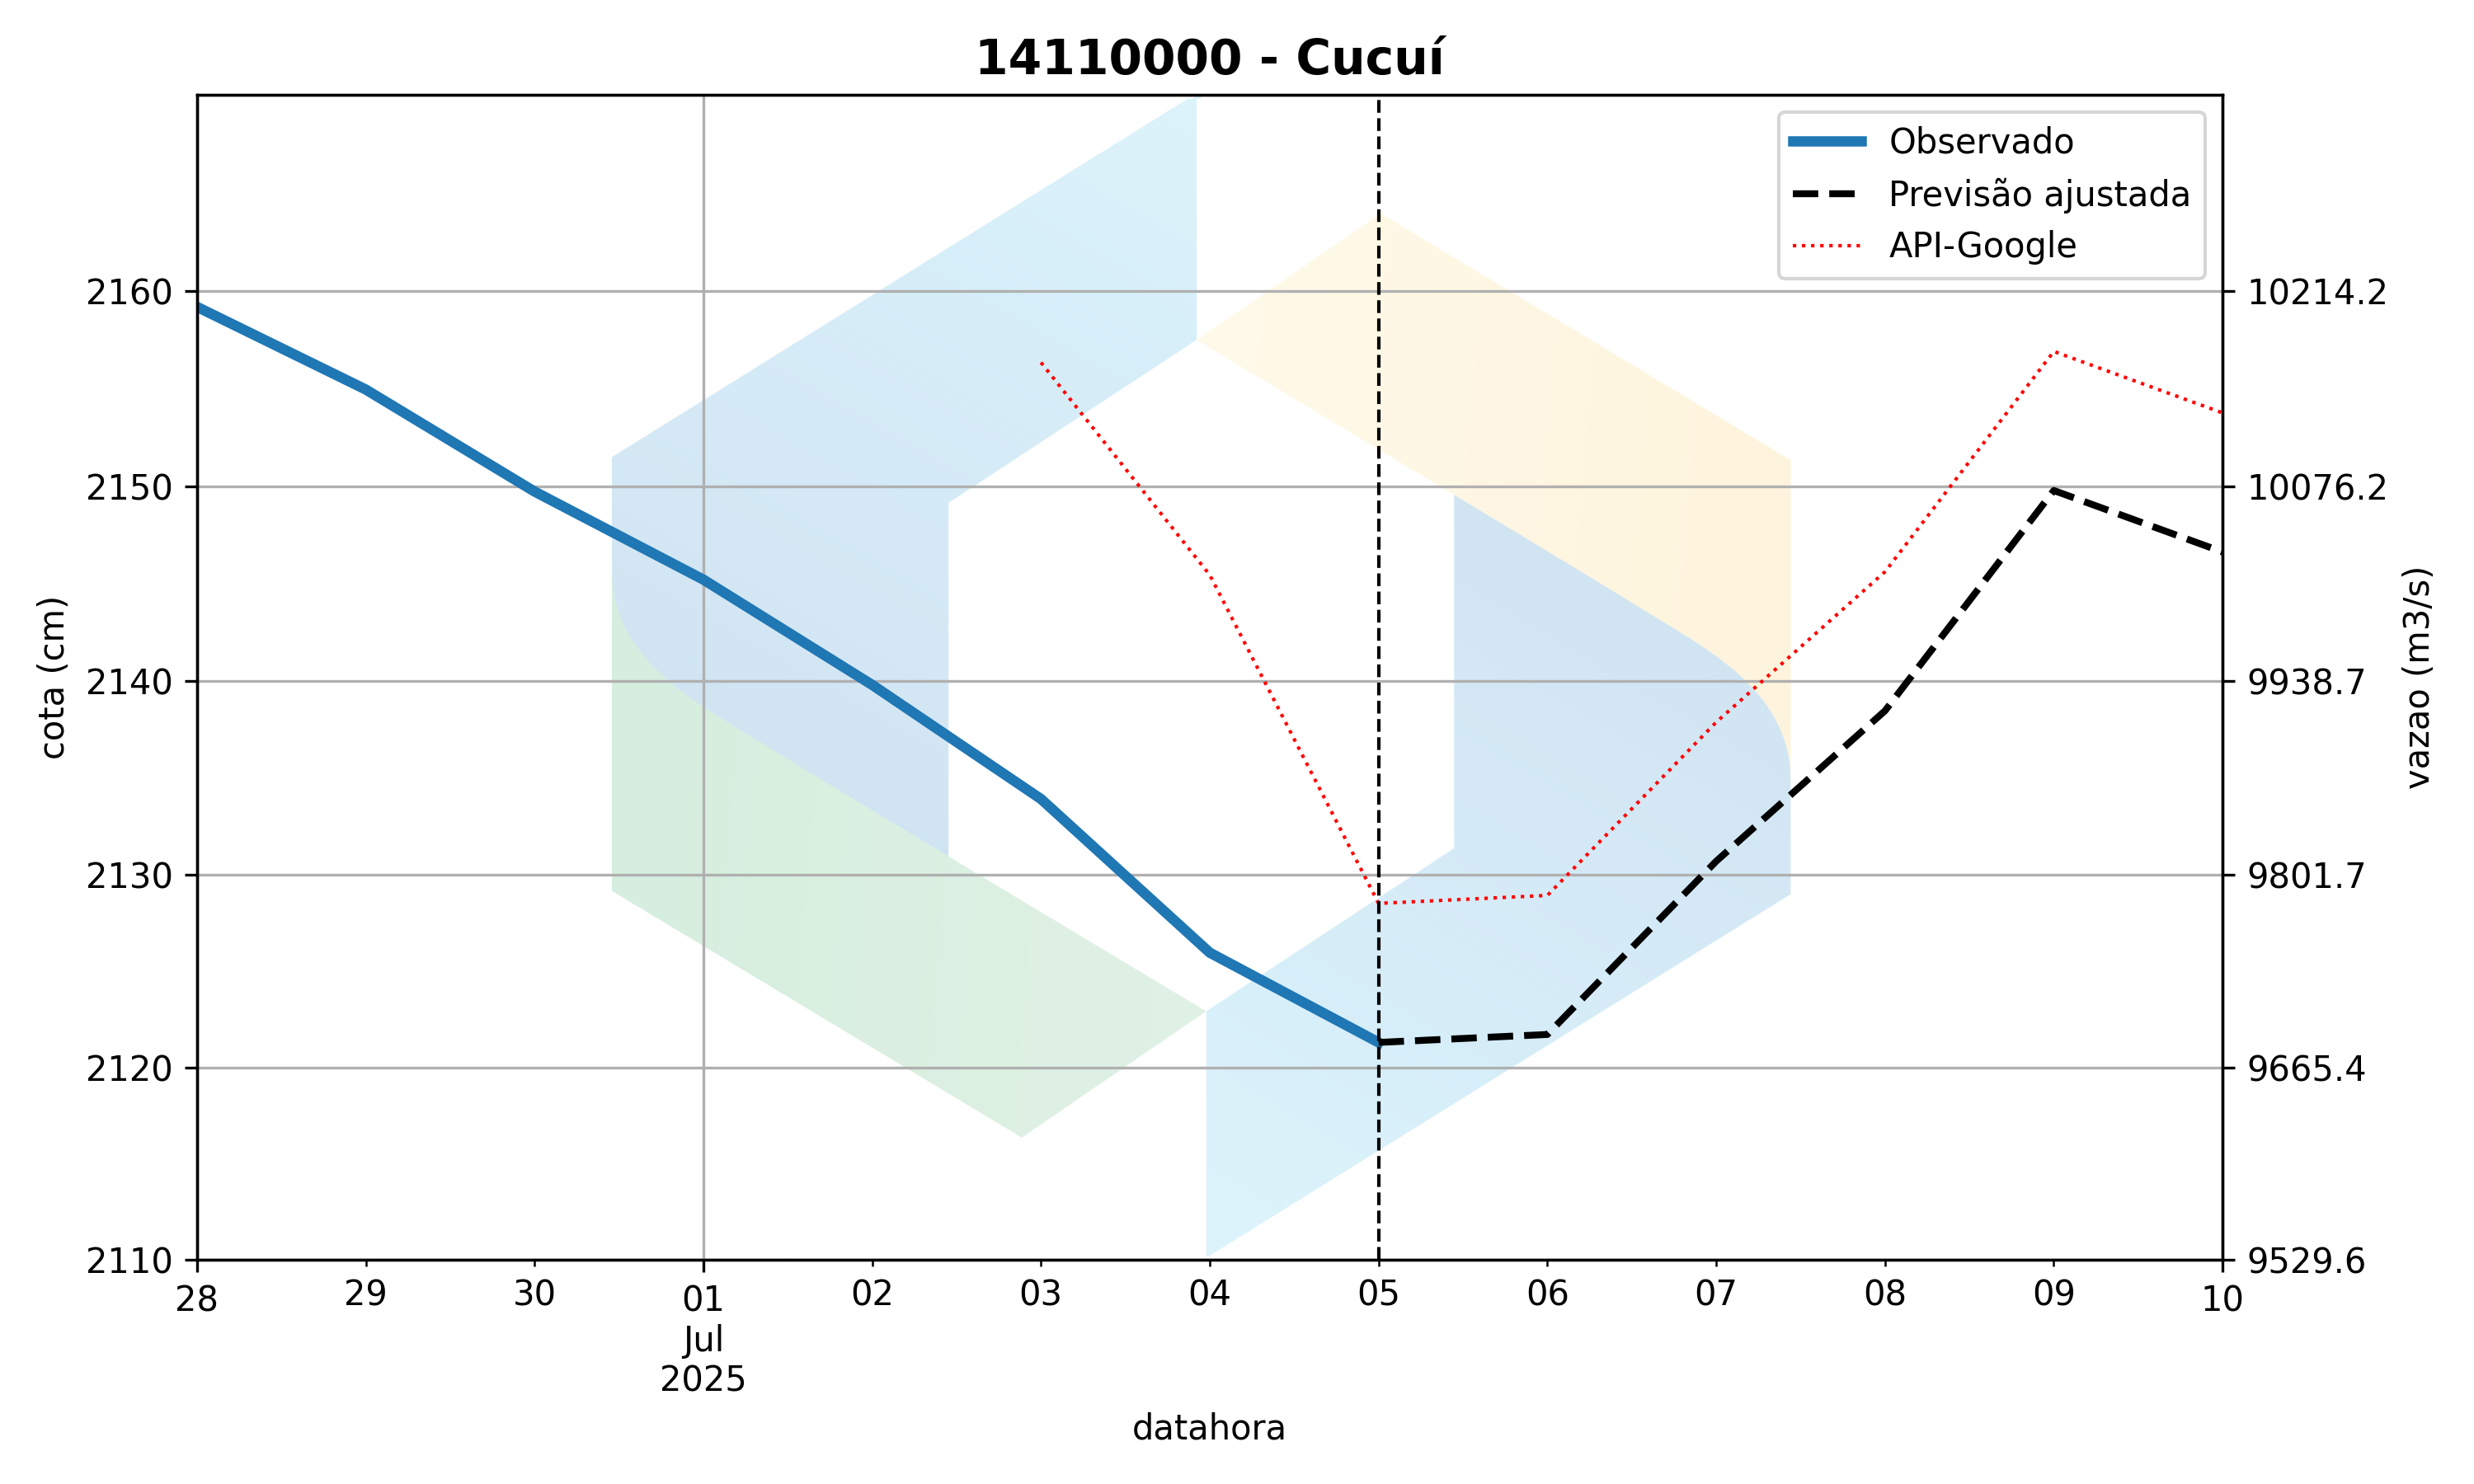 14110000 - Cucuí
Observado
Previsão ajustada
API-Google
2160
2150
2140
2130
2120
2110
cota (cm)
10214.2
10076.2
9938.7
9801.7
9665.4
9529.6
vazao (m3/s)
28 29 30 01 02 03 04 05 06 07 08 09 10
Jul
2025
datahora